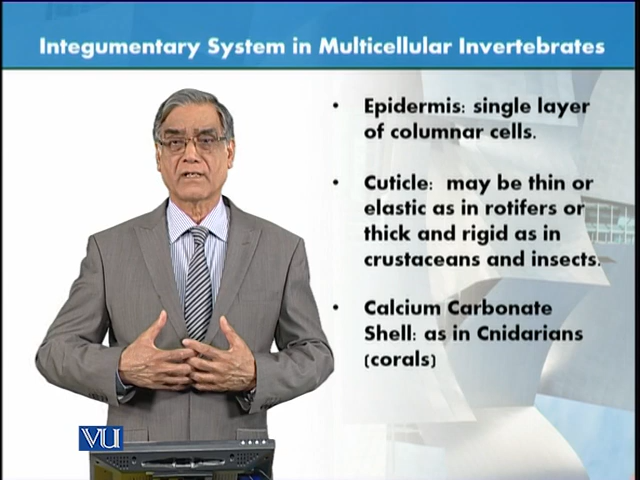 Integumentary System in Multicellular Invertebrates
• Epidermis: single layer
of columnar cells.
• Cuticle: may be thin or
elastic as in rotifers or
thick and rigid as in
crustaceans and insects.
• Calcium Carbonate
Shell: as in Cnidarians
(corals)
VU